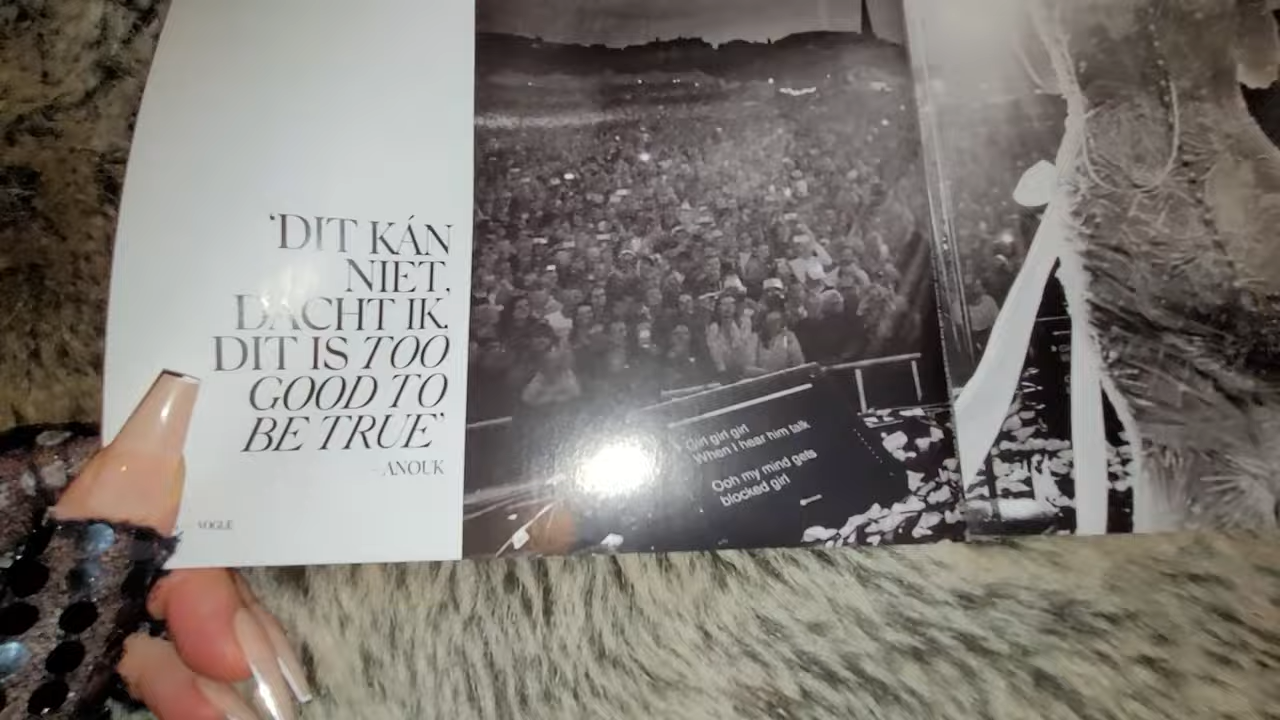 ‘DIT KÁN
NIET,
DACHT IK.
DIT IS TOO
GOOD TO
BE TRUE’
- ANOUK
VOGLE
Girl girl girl
When I hear him talk
Ooh my mind gets
blocked girl